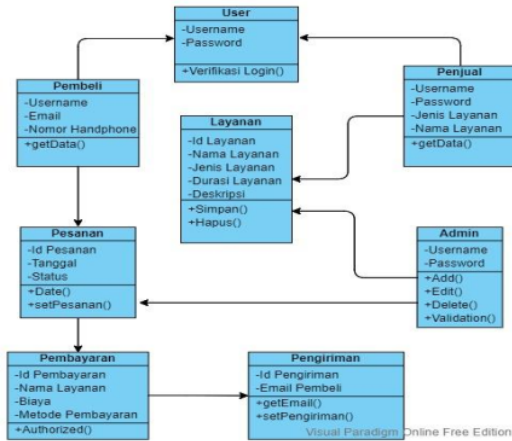 User
-Username
-Password
+Verifikasi Login()
Pembeli
-Username
-Email
-Nomor Handphone
+getData()
Penjual
-Username
-Password
-Jenis Layanan
-Nama Layanan
+getData()
Layanan
-Id Layanan
-Nama Layanan
-Jenis Layanan
-Durasi Layanan
-Deskripsi
+Simpan()
+Hapus()
Pesanan
-Id Pesanan
-Tanggal
-Status
+Date()
+setPesanan()
Admin
-Username
-Password
+Add()
+Edit()
+Delete()
+Validation()
Pembayaran
-Id Pembayaran
-Nama Layanan
-Biaya
-Metode Pembayaran
+Authorized()
Pengiriman
-Id Pengiriman
-Email Pembeli
+getEmail()
+setPengiriman()
Visual Paradigm Online Free Edition